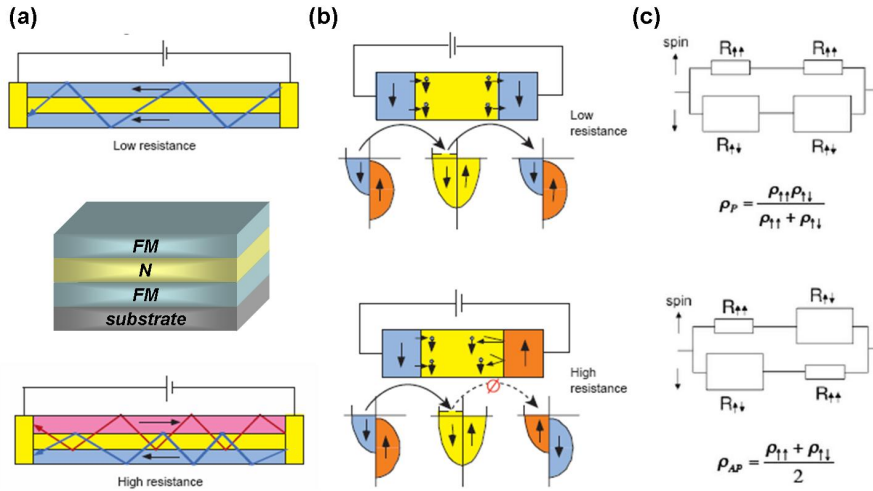 (a)
Low resistance
FM
N
FM
substrate
High resistance
(b)
Low
resistance
↓ ↓
↓ ↑ ↓ ↑ ↓ ↑
High
resistance
↓ ↑
↓ ↑ ↓ ↑ ↑ ↓
(c)
spin R↑↑ R↑↑
R↑↓ R↑↓
ρP = ρ↑↑ρ↑↓ / ρ↑↑ + ρ↑↓
spin R↑↑ R↑↓
R↑↓ R↑↑
ρAP = ρ↑↑ + ρ↑↓ / 2